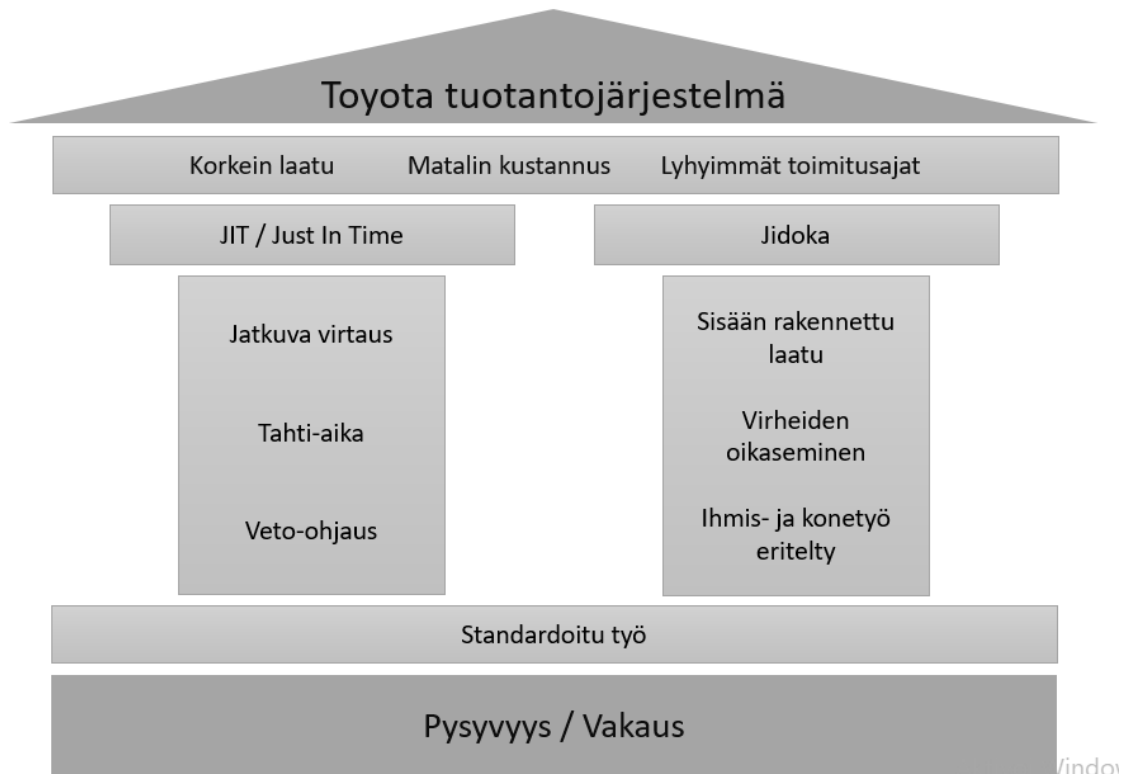 Toyota tuotantojärjestelmä
Korkein laatu Matalin kustannus Lyhyimmät toimitusajat
JIT / Just In Time
Jidoka
Jatkuva virtaus
Tahti-aika
Veto-ohjaus
Sisään rakennettu
laatu
Virheiden
oikaseminen
Ihmis- ja konetyö
eritelty
Standardoitu työ
Pysyvyys / Vakaus